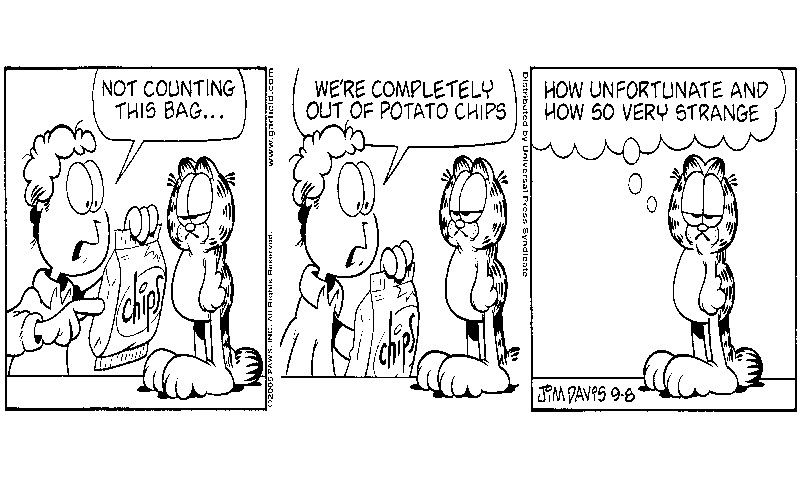 NOT COUNTING
THIS BAG...
chips
www.garfield.com
©2005 PAWS, INC. All Rights Reserved.
WE'RE COMPLETELY
OUT OF POTATO CHIPS
chips
Distributed by Universal Press Syndicate
HOW UNFORTUNATE AND
HOW SO VERY STRANGE
JIM DAVIS 9-8